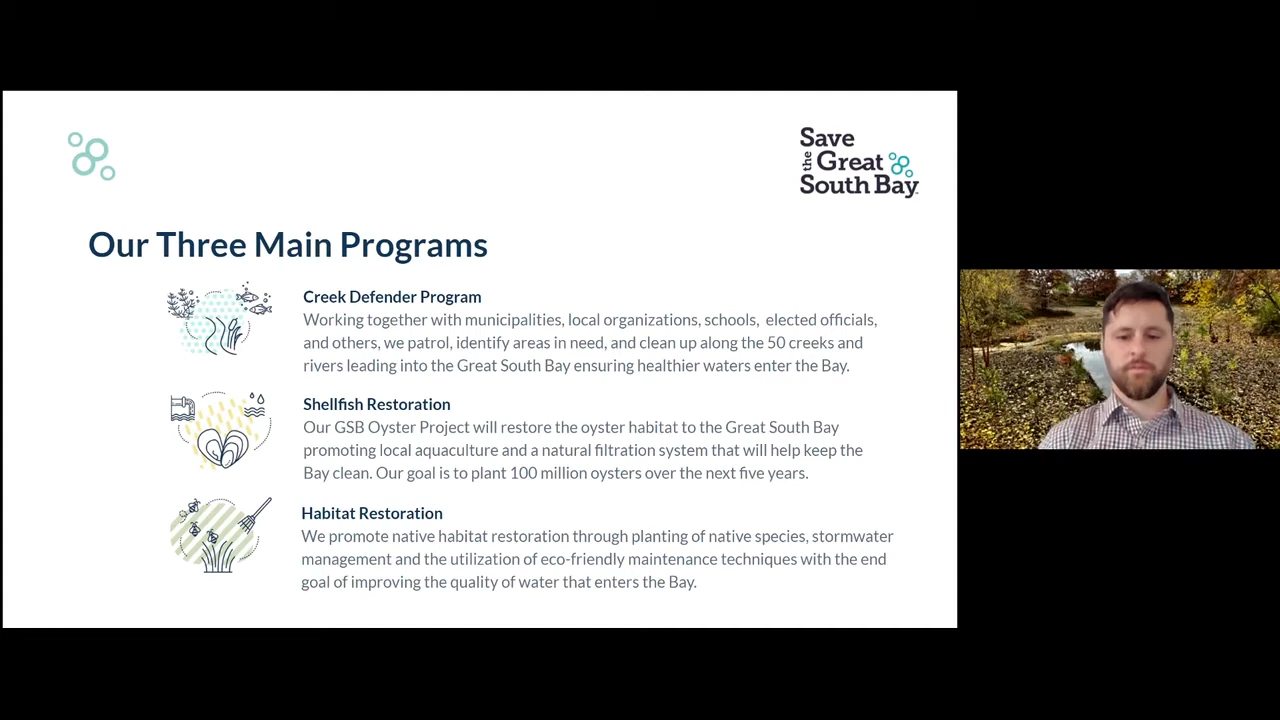 Save
the Great
South Bay
Our Three Main Programs
Creek Defender Program
Working together with municipalities, local organizations, schools, elected officials,
and others, we patrol, identify areas in need, and clean up along the 50 creeks and
rivers leading into the Great South Bay ensuring healthier waters enter the Bay.
Shellfish Restoration
Our GSB Oyster Project will restore the oyster habitat to the Great South Bay
promoting local aquaculture and a natural filtration system that will help keep the
Bay clean. Our goal is to plant 100 million oysters over the next five years.
Habitat Restoration
We promote native habitat restoration through planting of native species, stormwater
management and the utilization of eco-friendly maintenance techniques with the end
goal of improving the quality of water that enters the Bay.